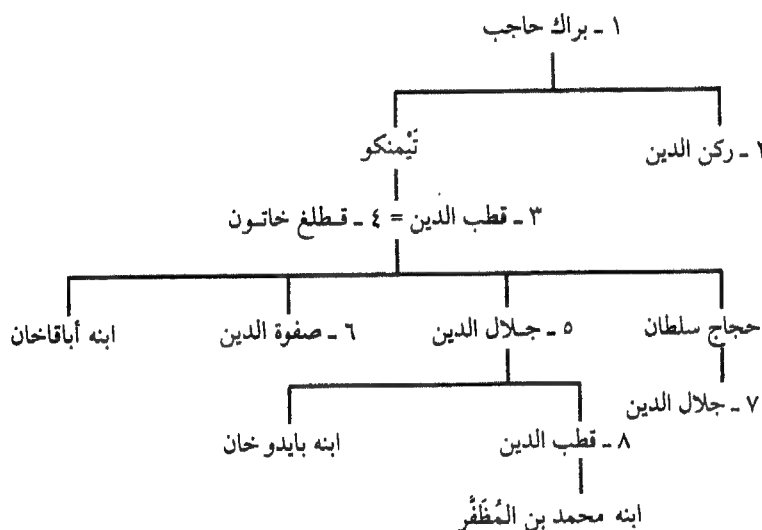 ١ ـ براك حاجب
٢ ـ ركن الدين
تَيْمنكو
٣ ـ قطب الدين = ٤ ـ قطلغ خاتون
حجاج سلطان
٥ ـ جلال الدين
٦ ـ صفوة الدين
ابنه أباقاخان
٧ ـ جلال الدين
٨ ـ قطب الدين
ابنه بايدو خان
ابنه محمد بن المُظَفَّر